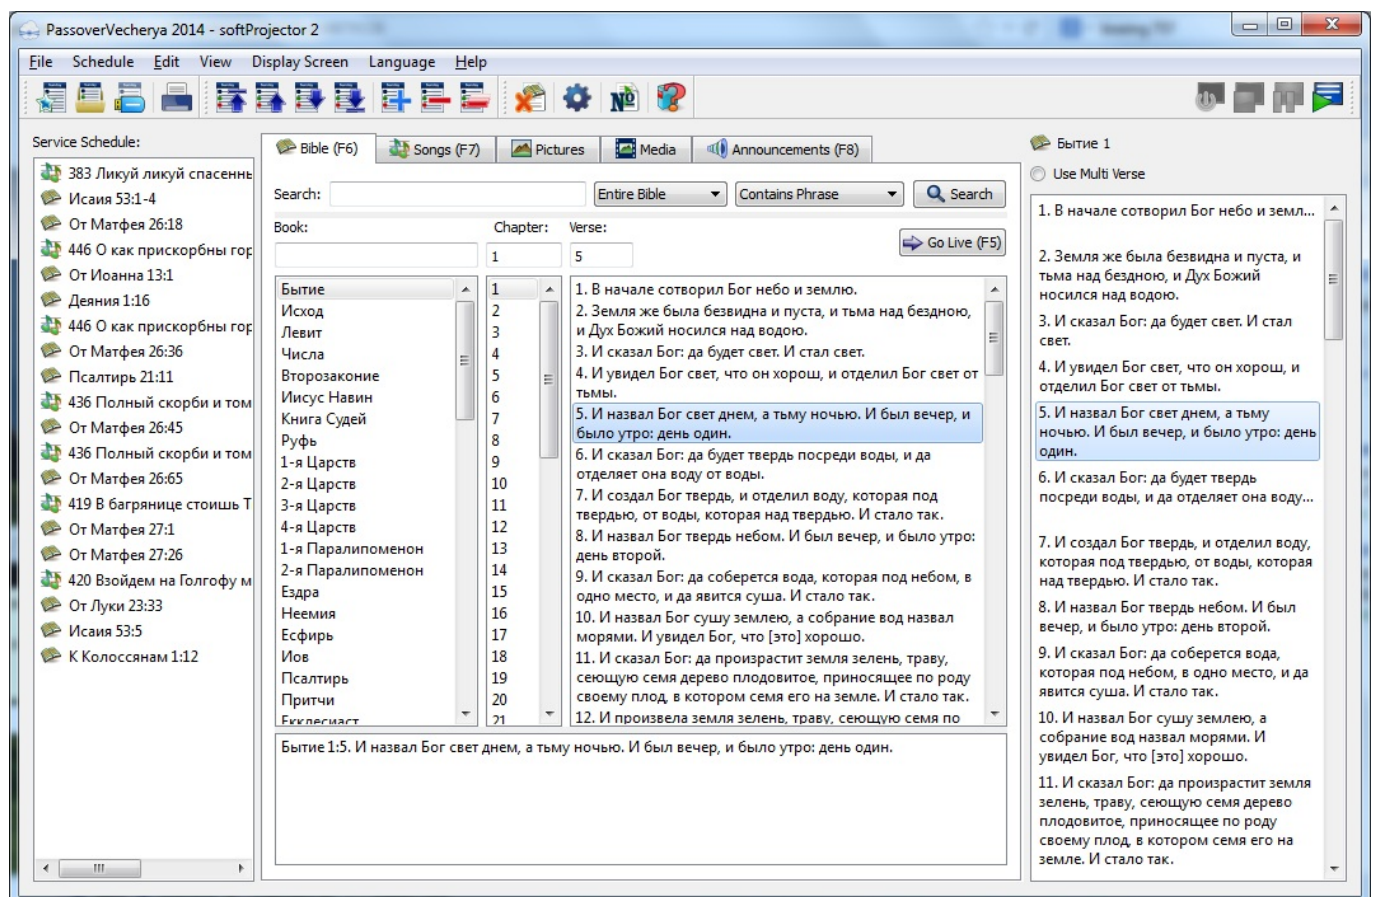 PassoverVecherya 2014 - softProjector 2
File Schedule Edit View Display Screen Language Help
Service Schedule:
383 Ликуй ликуй спасеннь
Исаия 53:1-4
От Матфея 26:18
446 О как прискорбны гор
От Иоанна 13:1
Деяния 1:16
446 О как прискорбны гор
От Матфея 26:36
Псалтирь 21:11
436 Полный скорби и том
От Матфея 26:45
436 Полный скорби и том
От Матфея 26:65
419 В багрянице стоишь Т
От Матфея 27:1
От Матфея 27:26
420 Взойдем на Голгофу м
От Луки 23:33
Исаия 53:5
К Колоссянам 1:12
Bible (F6) Songs (F7) Pictures Media Announcements (F8)
Search: Entire Bible Contains Phrase Search
Book: Chapter: Verse:
Go Live (F5)
1 5
Бытие
Исход
Левит
Числа
Второзаконие
Иисус Навин
Книга Судей
Руфь
1-я Царств
2-я Царств
3-я Царств
4-я Царств
1-я Паралипоменон
2-я Паралипоменон
Ездра
Неемия
Есфирь
Иов
Псалтирь
Притчи
Екклесиаст
1
2
3
4
5
6
7
8
9
10
11
12
13
14
15
16
17
18
19
20
21
1. В начале сотворил Бог небо и землю.
2. Земля же была безвидна и пуста, и тьма над бездною,
и Дух Божий носился над водою.
3. И сказал Бог: да будет свет. И стал свет.
4. И увидел Бог свет, что он хорош, и отделил Бог свет от
тьмы.
5. И назвал Бог свет днем, а тьму ночью. И был вечер, и
было утро: день один.
6. И сказал Бог: да будет твердь посреди воды, и да
отделяет она воду от воды.
7. И создал Бог твердь, и отделил воду, которая под
твердью, от воды, которая над твердью. И стало так.
8. И назвал Бог твердь небом. И был вечер, и было утро:
день второй.
9. И сказал Бог: да соберется вода, которая под небом, в
одно место, и да явится суша. И стало так.
10. И назвал Бог сушу землею, а собрание вод назвал
морями. И увидел Бог, что [это] хорошо.
11. И сказал Бог: да произрастит земля зелень, траву,
сеющую семя дерево плодовитое, приносящее по роду
своему плод, в котором семя его на земле. И стало так.
12. И произвела земля зелень, траву, сеющую семя по
Бытие 1:5. И назвал Бог свет днем, а тьму ночью. И был вечер, и было утро: день один.
Бытие 1
Use Multi Verse
1. В начале сотворил Бог небо и земл...
2. Земля же была безвидна и пуста, и
тьма над бездною, и Дух Божий
носился над водою.
3. И сказал Бог: да будет свет. И стал
свет.
4. И увидел Бог свет, что он хорош, и
отделил Бог свет от тьмы.
5. И назвал Бог свет днем, а тьму
ночью. И был вечер, и было утро: день
один.
6. И сказал Бог: да будет твердь
посреди воды, и да отделяет она воду...
7. И создал Бог твердь, и отделил воду,
которая под твердью, от воды, которая
над твердью. И стало так.
8. И назвал Бог твердь небом. И был
вечер, и было утро: день второй.
9. И сказал Бог: да соберется вода,
которая под небом, в одно место, и да
явится суша. И стало так.
10. И назвал Бог сушу землею, а
собрание вод назвал морями. И
увидел Бог, что [это] хорошо.
11. И сказал Бог: да произрастит земля
зелень, траву, сеющую семя дерево
плодовитое, приносящее по роду
своему плод, в котором семя его на
земле. И стало так.